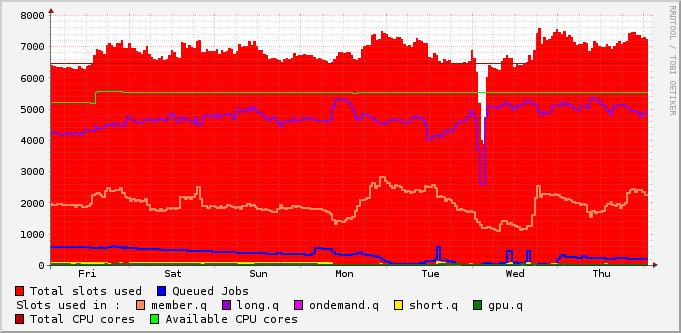 8000
7000
6000
5000
4000
3000
2000
1000
0
Fri Sat Sun Mon Tue Wed Thu
RRDTOOL / TOBI OETIKER
Total slots used Queued Jobs
Slots used in : member.q long.q ondemand.q short.q gpu.q
Total CPU cores Available CPU cores